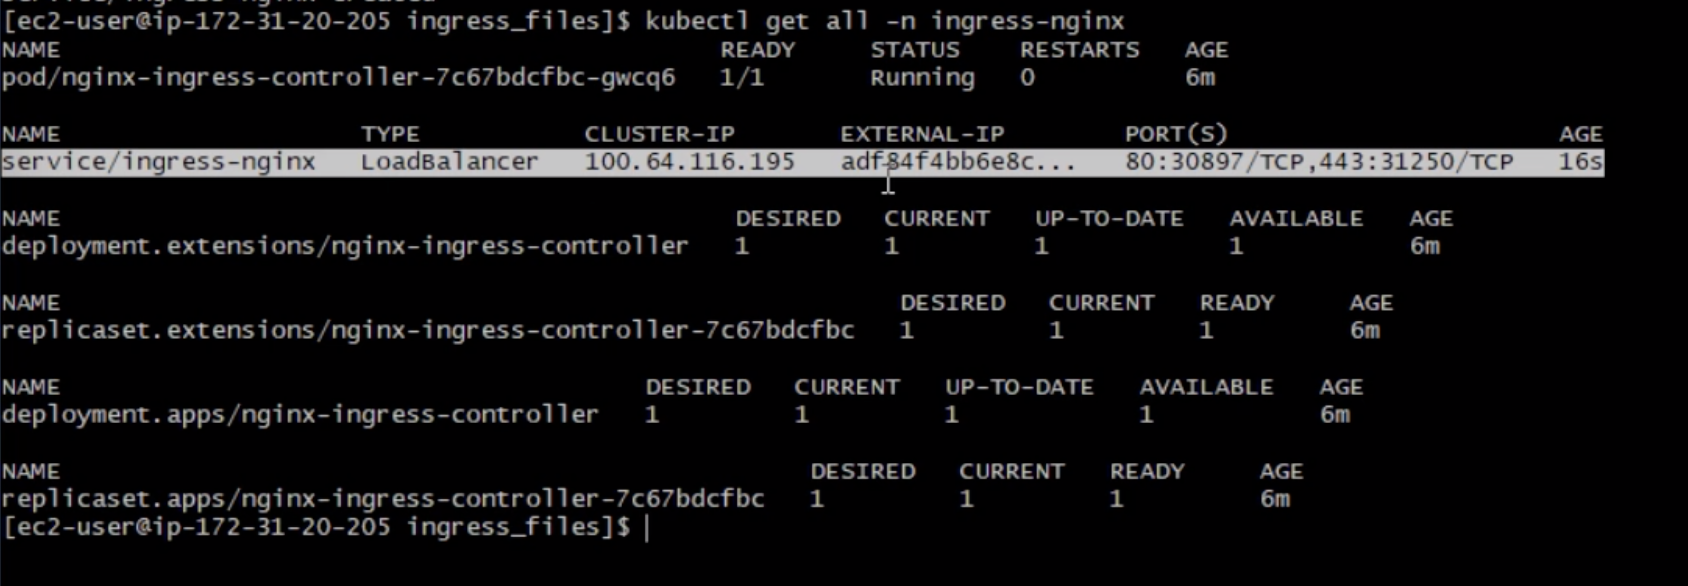 [ec2-user@ip-172-31-20-205 ingress_files]$ kubectl get all -n ingress-nginx
NAME READY STATUS RESTARTS AGE
pod/nginx-ingress-controller-7c67bdcfbc-gwcq6 1/1 Running 0 6m
NAME TYPE CLUSTER-IP EXTERNAL-IP PORT(S) AGE
service/ingress-nginx LoadBalancer 100.64.116.195 adf84f4bb6e8c... 80:30897/TCP,443:31250/TCP 16s
NAME DESIRED CURRENT UP-TO-DATE AVAILABLE AGE
deployment.extensions/nginx-ingress-controller 1 1 1 1 6m
NAME DESIRED CURRENT READY AGE
replicaset.extensions/nginx-ingress-controller-7c67bdcfbc 1 1 1 6m
NAME DESIRED CURRENT UP-TO-DATE AVAILABLE AGE
deployment.apps/nginx-ingress-controller 1 1 1 1 6m
NAME DESIRED CURRENT READY AGE
replicaset.apps/nginx-ingress-controller-7c67bdcfbc 1 1 1 6m
[ec2-user@ip-172-31-20-205 ingress_files]$